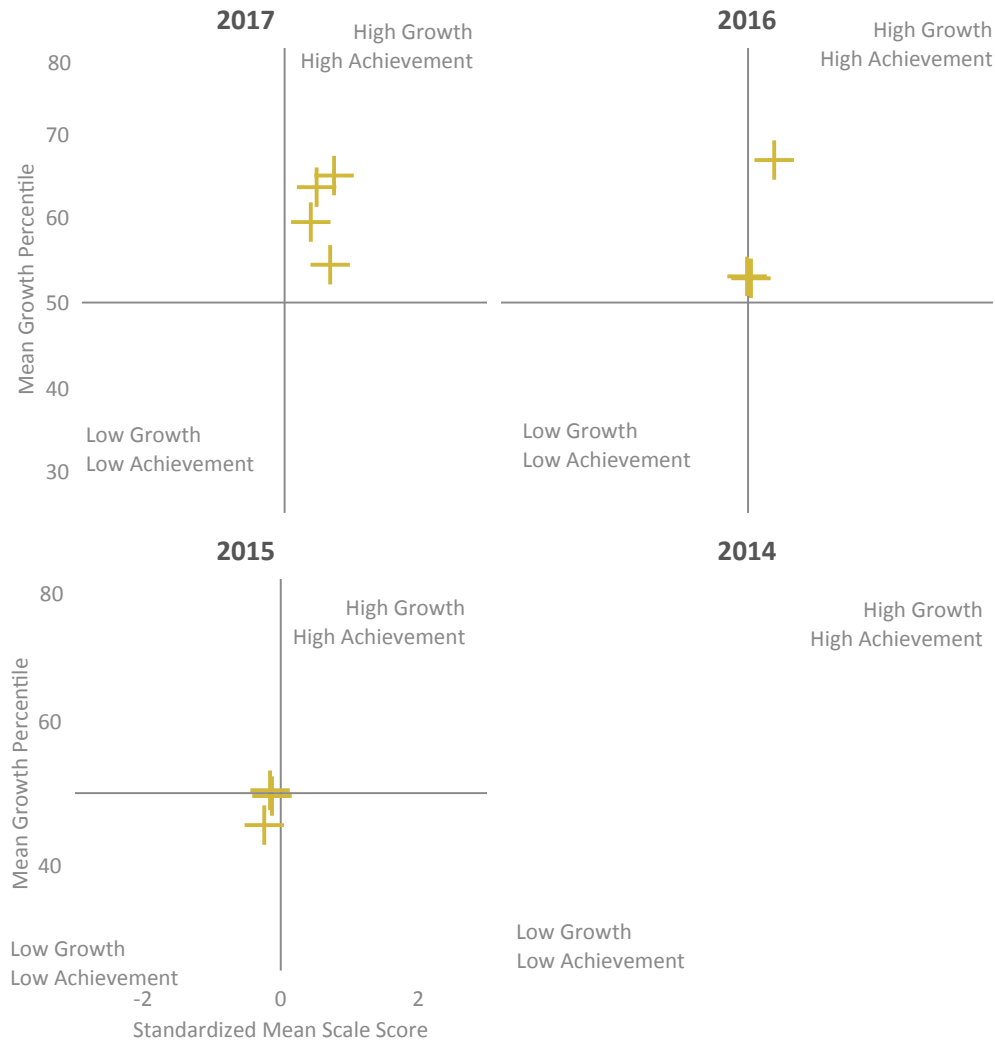 2017
High Growth
High Achievement
80
70
60
50
40
30
Mean Growth Percentile
Low Growth
Low Achievement
2016
High Growth
High Achievement
Low Growth
Low Achievement
2015
High Growth
High Achievement
80
60
40
Mean Growth Percentile
Low Growth
Low Achievement
-2 0 2
Standardized Mean Scale Score
2014
High Growth
High Achievement
Low Growth
Low Achievement